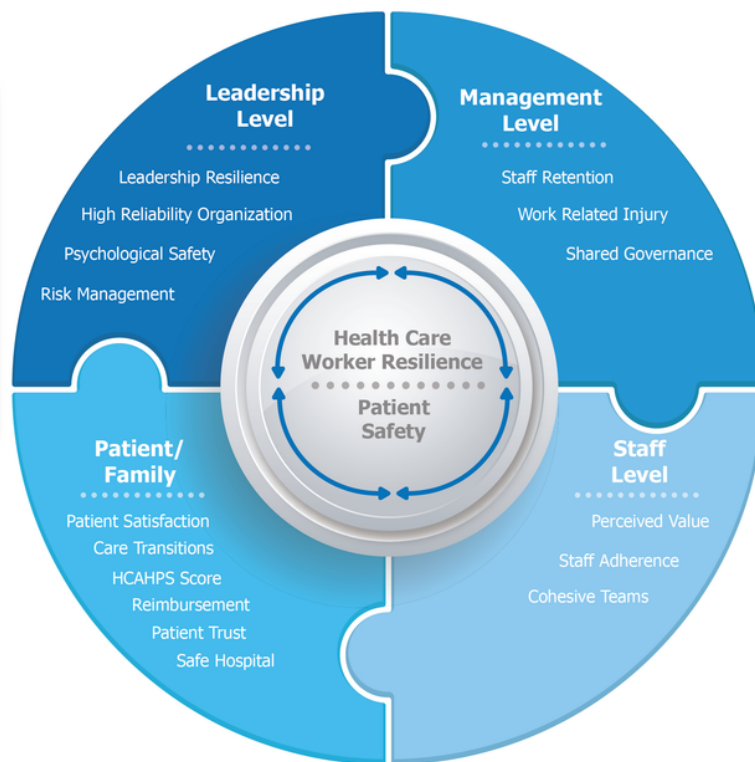 Leadership
Level
Leadership Resilience
High Reliability Organization
Psychological Safety
Risk Management
Management
Level
Staff Retention
Work Related Injury
Shared Governance
Health Care
Worker Resilience
Patient
Safety
Patient/
Family
Patient Satisfaction
Care Transitions
HCAHPS Score
Reimbursement
Patient Trust
Safe Hospital
Staff
Level
Perceived Value
Staff Adherence
Cohesive Teams